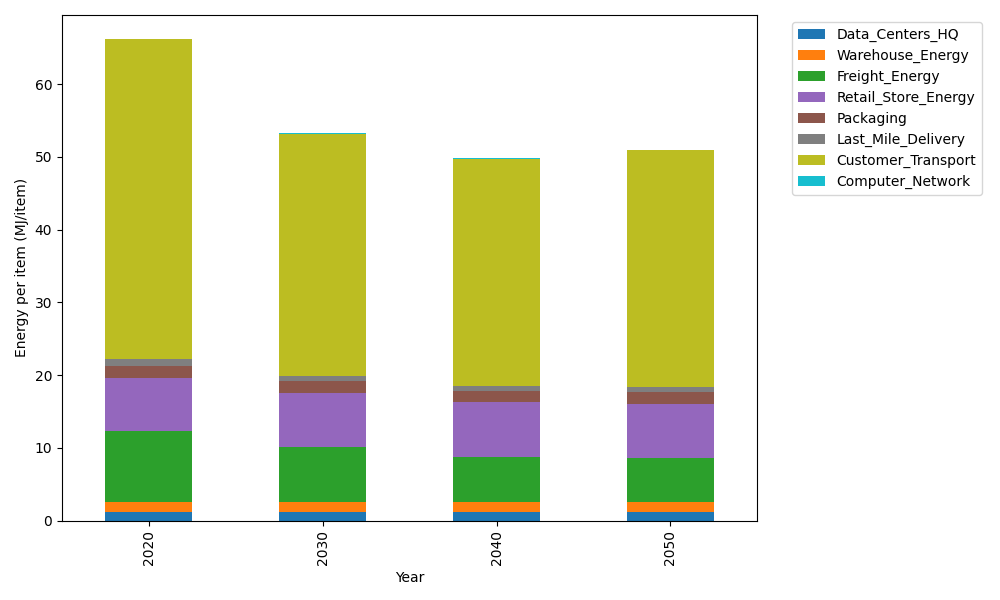 Energy per item (MJ/item)
60
50
40
30
20
10
0
2020
2030
2040
2050
Year
Data_Centers_HQ
Warehouse_Energy
Freight_Energy
Retail_Store_Energy
Packaging
Last_Mile_Delivery
Customer_Transport
Computer_Network